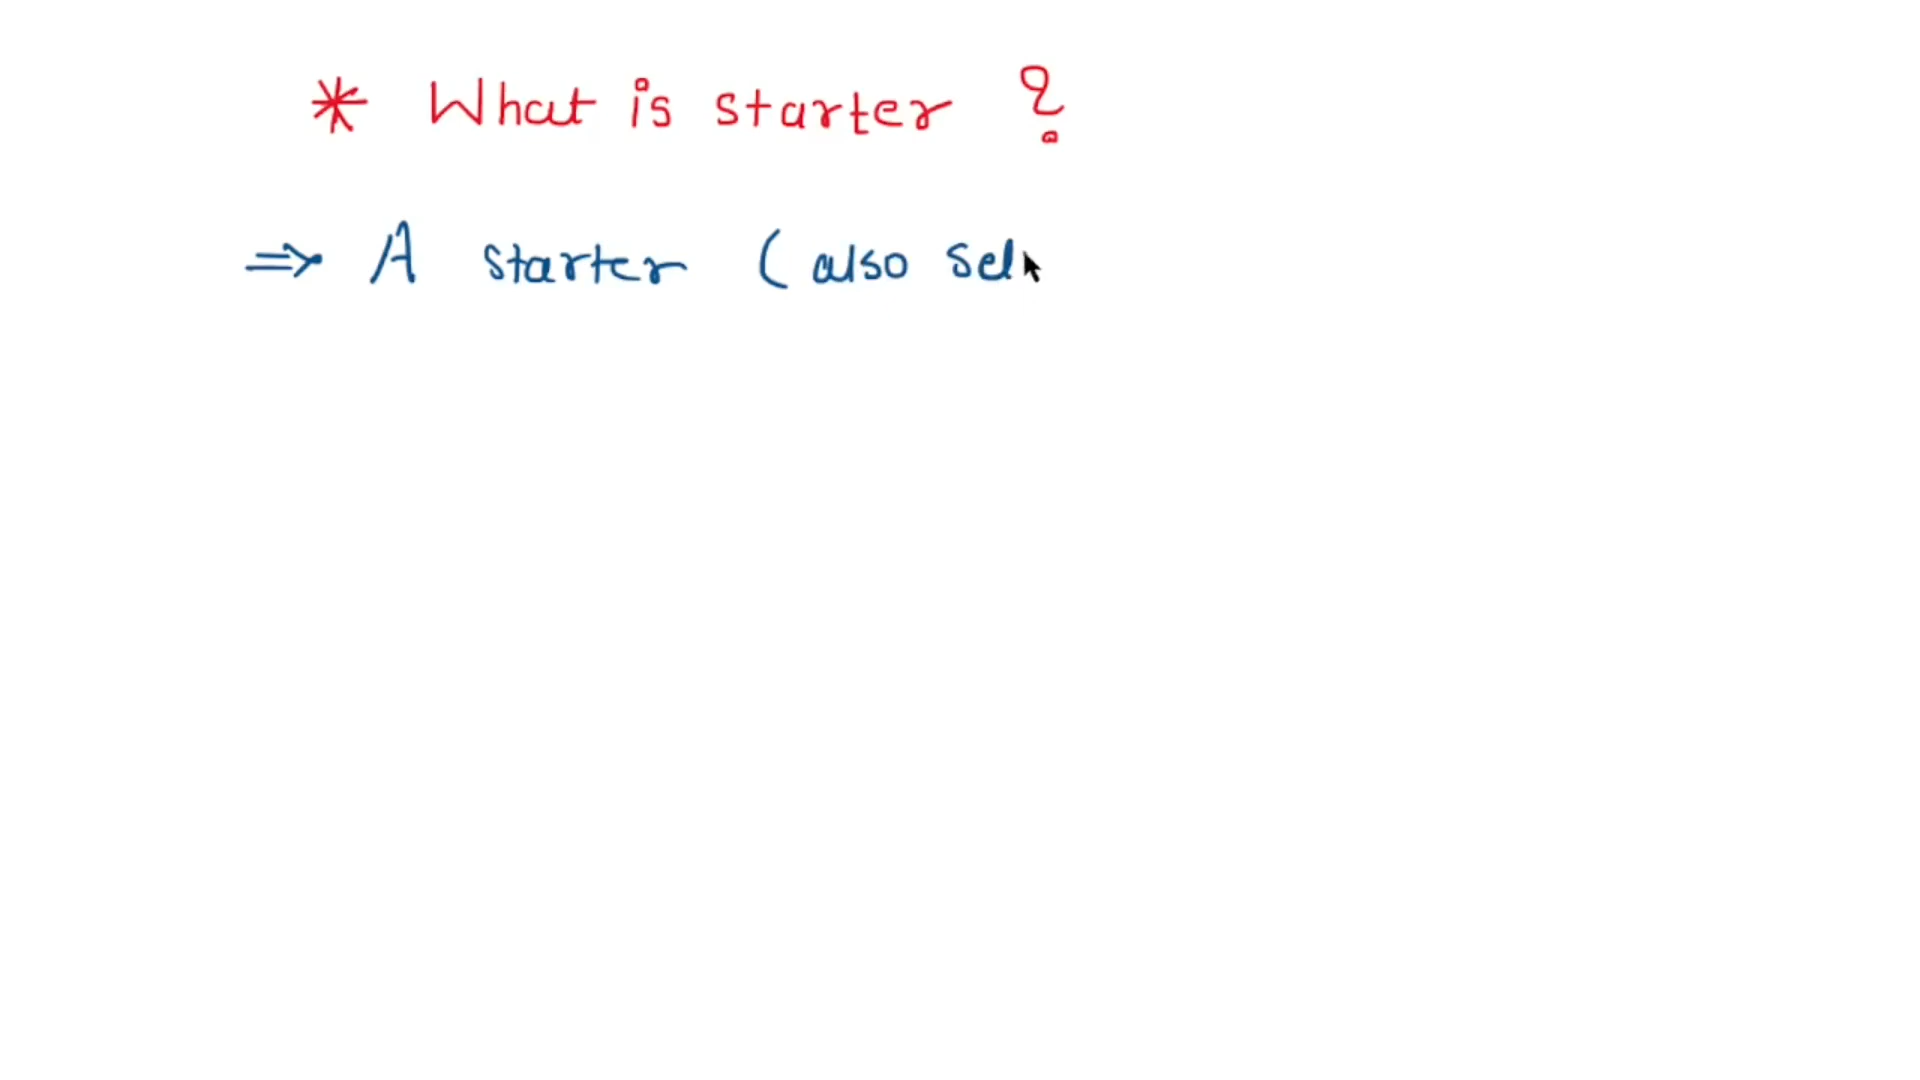 * What is starter ?
⇒ A starter ( also sel